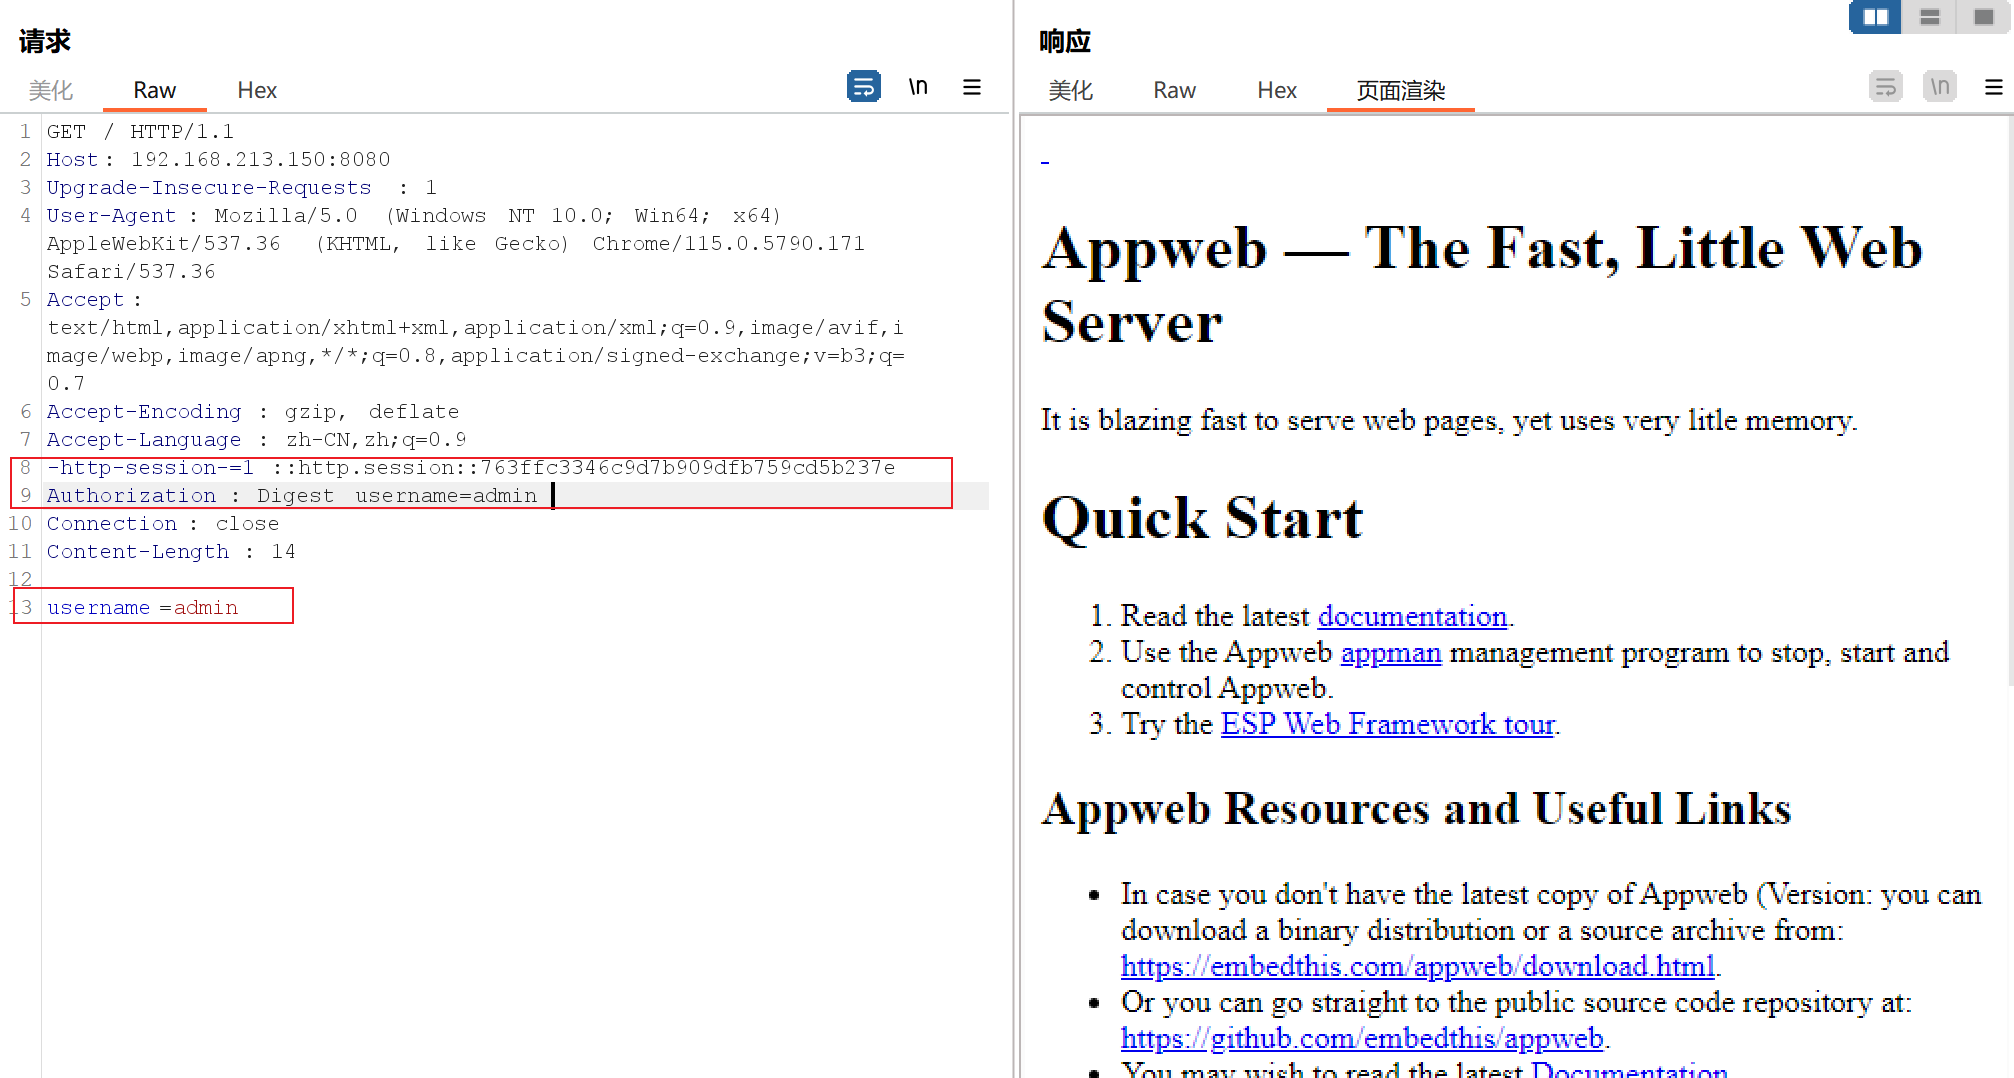 请求
美化 Raw Hex \n
1 GET / HTTP/1.1
2 Host: 192.168.213.150:8080
3 Upgrade-Insecure-Requests : 1
4 User-Agent : Mozilla/5.0 (Windows NT 10.0; Win64; x64)
AppleWebKit/537.36 (KHTML, like Gecko) Chrome/115.0.5790.171
Safari/537.36
5 Accept :
text/html,application/xhtml+xml,application/xml;q=0.9,image/avif,i
mage/webp,image/apng,*/*;q=0.8,application/signed-exchange;v=b3;q=
0.7
6 Accept-Encoding : gzip, deflate
7 Accept-Language : zh-CN,zh;q=0.9
8 -http-session-=1 ::http.session::763ffc3346c9d7b909dfb759cd5b237e
9 Authorization : Digest username=admin
10 Connection : close
11 Content-Length : 14
12
13 username =admin
响应
美化 Raw Hex 页面渲染 \n
Appweb — The Fast, Little Web
Server
It is blazing fast to serve web pages, yet uses very litle memory.
Quick Start
1. Read the latest documentation.
2. Use the Appweb appman management program to stop, start and
control Appweb.
3. Try the ESP Web Framework tour.
Appweb Resources and Useful Links
• In case you don't have the latest copy of Appweb (Version: you can
download a binary distribution or a source archive from:
https://embedthis.com/appweb/download.html.
• Or you can go straight to the public source code repository at:
https://github.com/embedthis/appweb.
• You may wish to read the latest Documentation